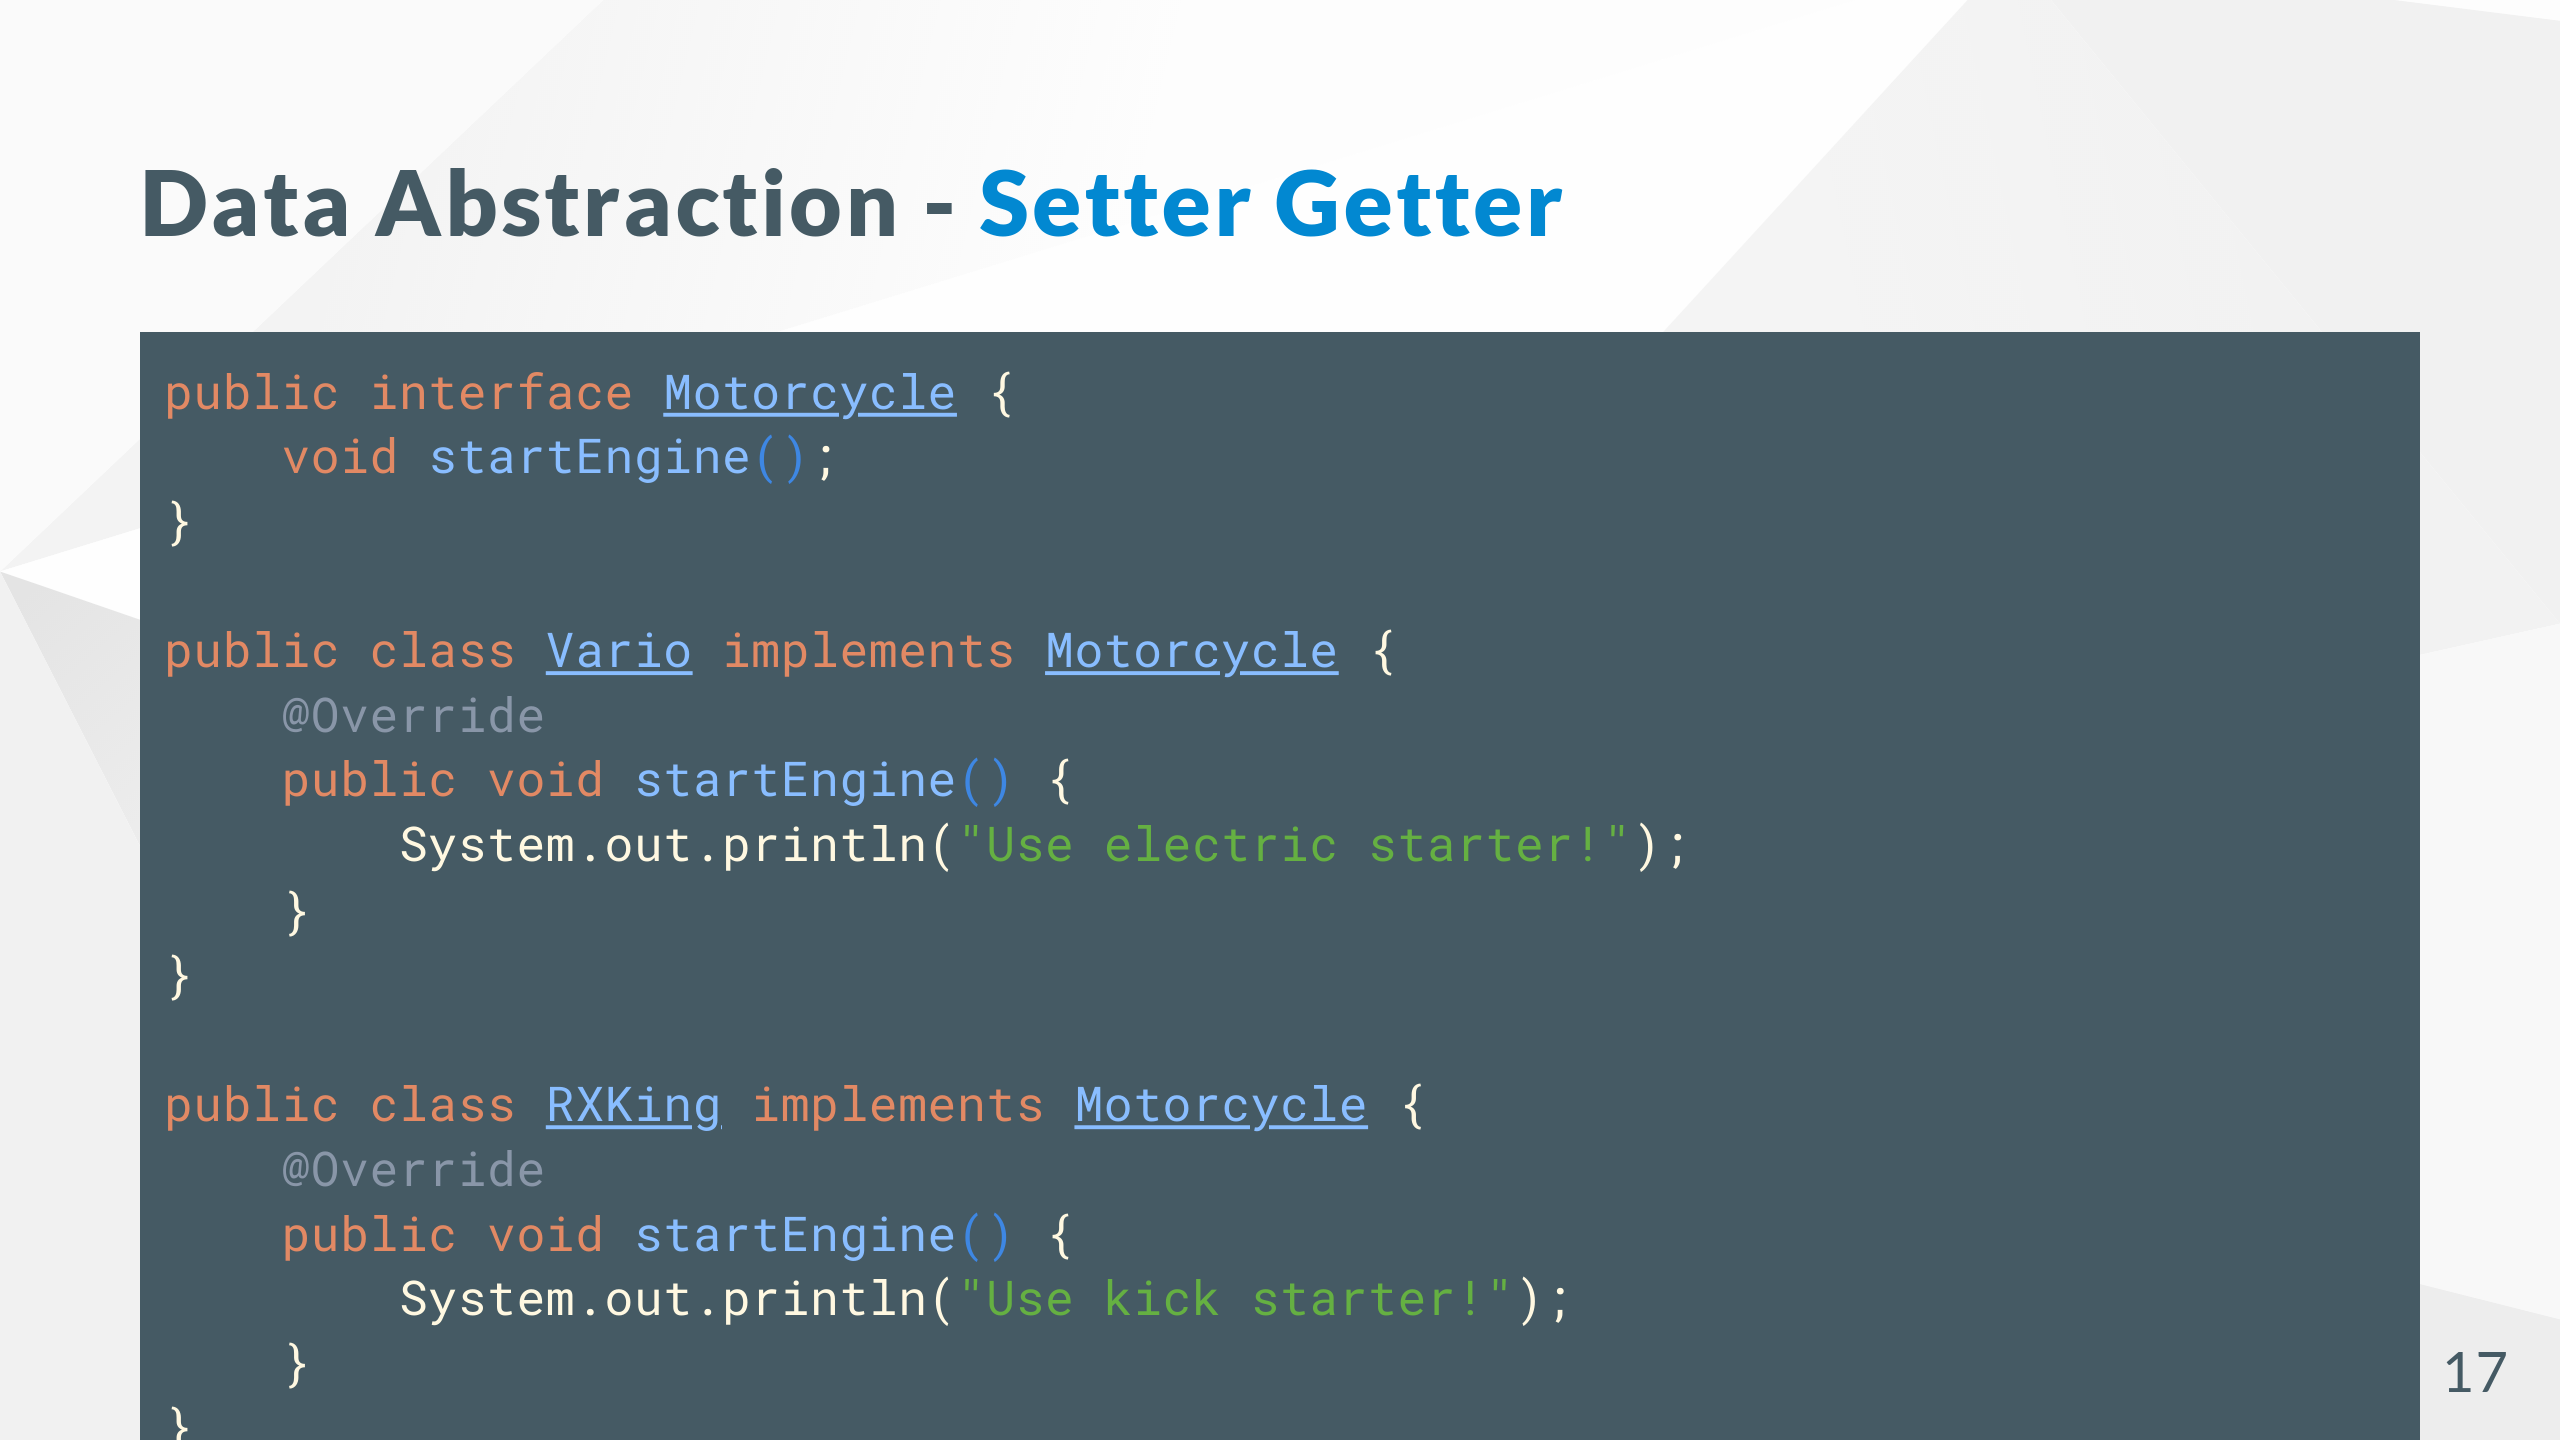 Data Abstraction - Setter Getter
public interface Motorcycle {
    void startEngine();
}

public class Vario implements Motorcycle {
    @Override
    public void startEngine() {
        System.out.println("Use electric starter!");
    }
}

public class RXKing implements Motorcycle {
    @Override
    public void startEngine() {
        System.out.println("Use kick starter!");
    }
}
17